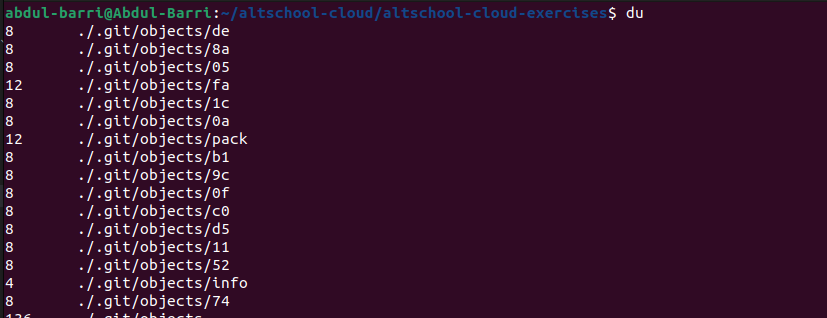 abdul-barri@Abdul-Barri:~/altschool-cloud/altschool-cloud-exercises$ du
8 ./.git/objects/de
8 ./.git/objects/8a
8 ./.git/objects/05
12 ./.git/objects/fa
8 ./.git/objects/1c
8 ./.git/objects/0a
12 ./.git/objects/pack
8 ./.git/objects/b1
8 ./.git/objects/9c
8 ./.git/objects/0f
8 ./.git/objects/c0
8 ./.git/objects/d5
8 ./.git/objects/11
8 ./.git/objects/52
4 ./.git/objects/info
8 ./.git/objects/74
136 ./.git/objects